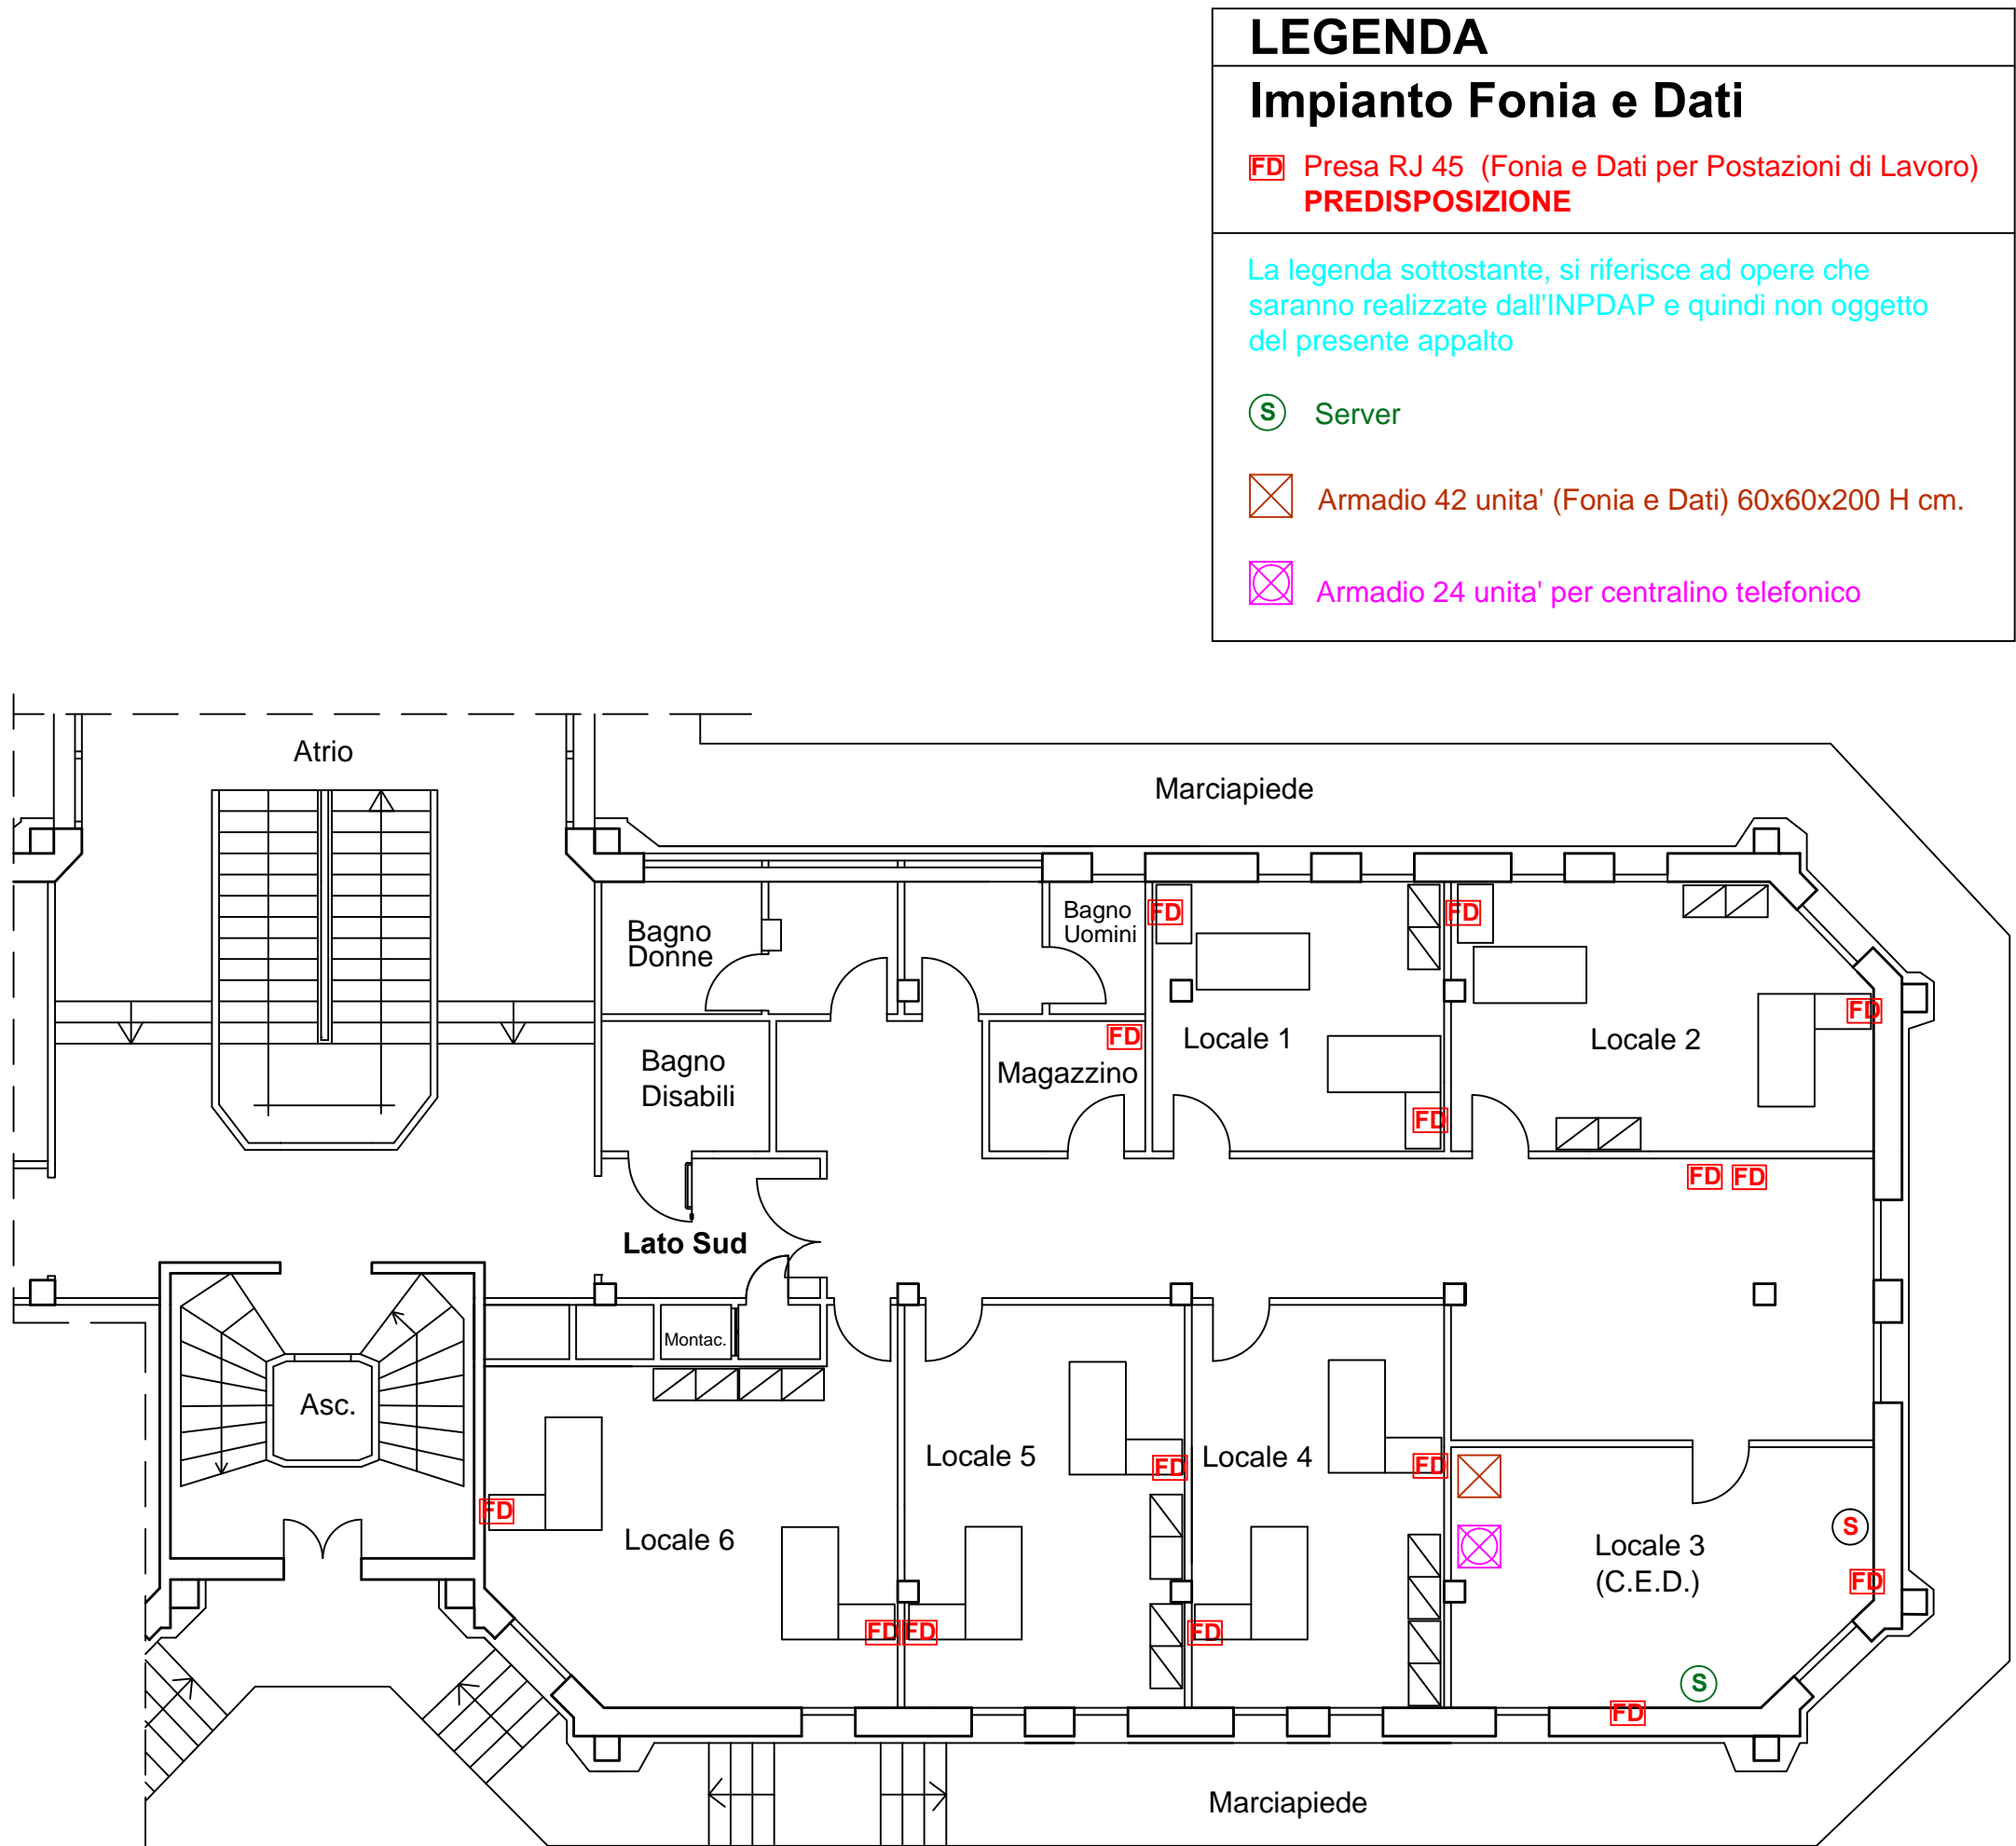 LEGENDA
Impianto Fonia e Dati
FD Presa RJ 45 (Fonia e Dati per Postazioni di Lavoro)
PREDISPOSIZIONE
La legenda sottostante, si riferisce ad opere che
saranno realizzate dall'INPDAP e quindi non oggetto
del presente appalto
S Server
Armadio 42 unita' (Fonia e Dati) 60x60x200 H cm.
Armadio 24 unita' per centralino telefonico
Atrio
Marciapiede
Bagno
Donne
Bagno
Uomini
FD
FD
FD
FD
Locale 1
Locale 2
Bagno
Disabili
Magazzino
FD
FD
FD
Lato Sud
Montac.
Asc.
Locale 5
Locale 4
FD
FD
FD
Locale 6
S
Locale 3
(C.E.D.)
FD
FD
FD
FD
S
FD
Marciapiede